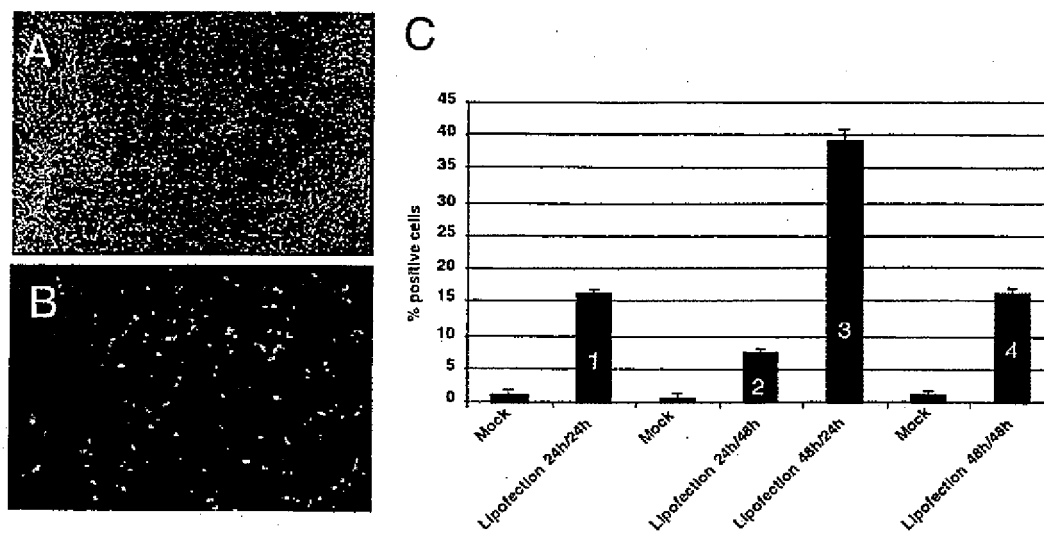 A
B
C
% positive cells
45
40
35
30
25
20
15
10
5
0
1
2
3
4
Mock
Lipofection 24h/24h
Mock
Lipofection 24h/48h
Lipofection 48h/24h
Mock
Lipofection 48h/48h